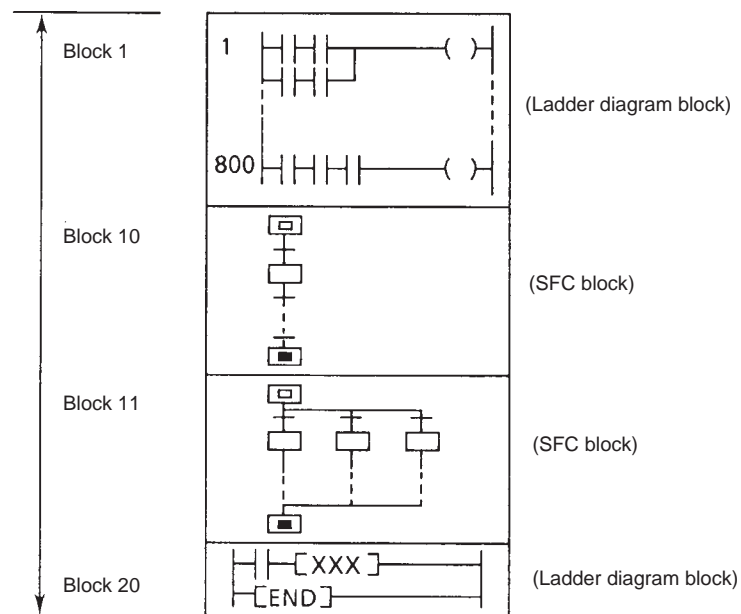 Block 1
1
(Ladder diagram block)
800
Block 10
(SFC block)
Block 11
(SFC block)
XXX
Block 20
END
(Ladder diagram block)